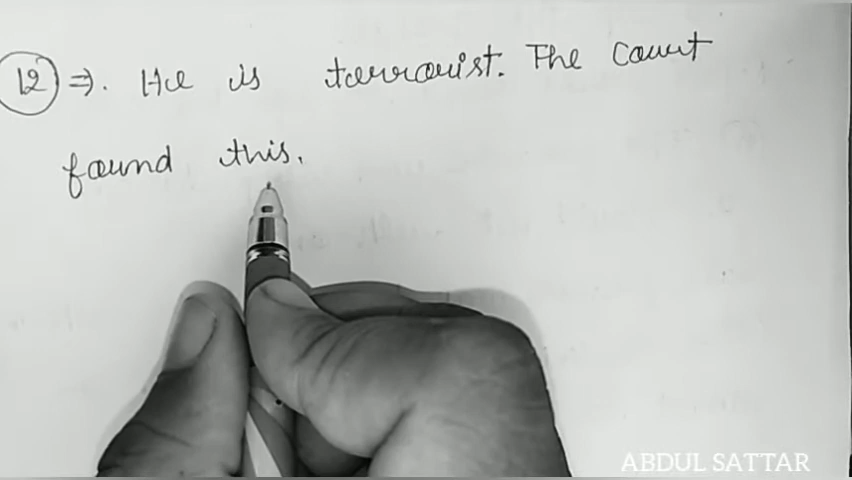 12 ⇒. He is terrorist. The Court
found this.
ABDUL SATTAR